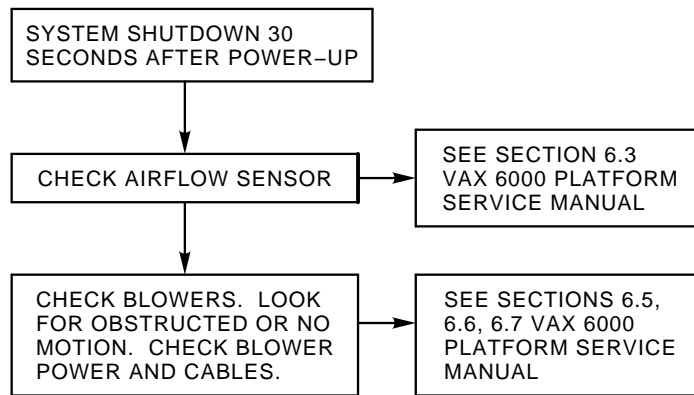 SYSTEM SHUTDOWN 30
SECONDS AFTER POWER–UP
CHECK AIRFLOW SENSOR
SEE SECTION 6.3
VAX 6000 PLATFORM
SERVICE MANUAL
CHECK BLOWERS. LOOK
FOR OBSTRUCTED OR NO
MOTION. CHECK BLOWER
POWER AND CABLES.
SEE SECTIONS 6.5,
6.6, 6.7 VAX 6000
PLATFORM SERVICE
MANUAL